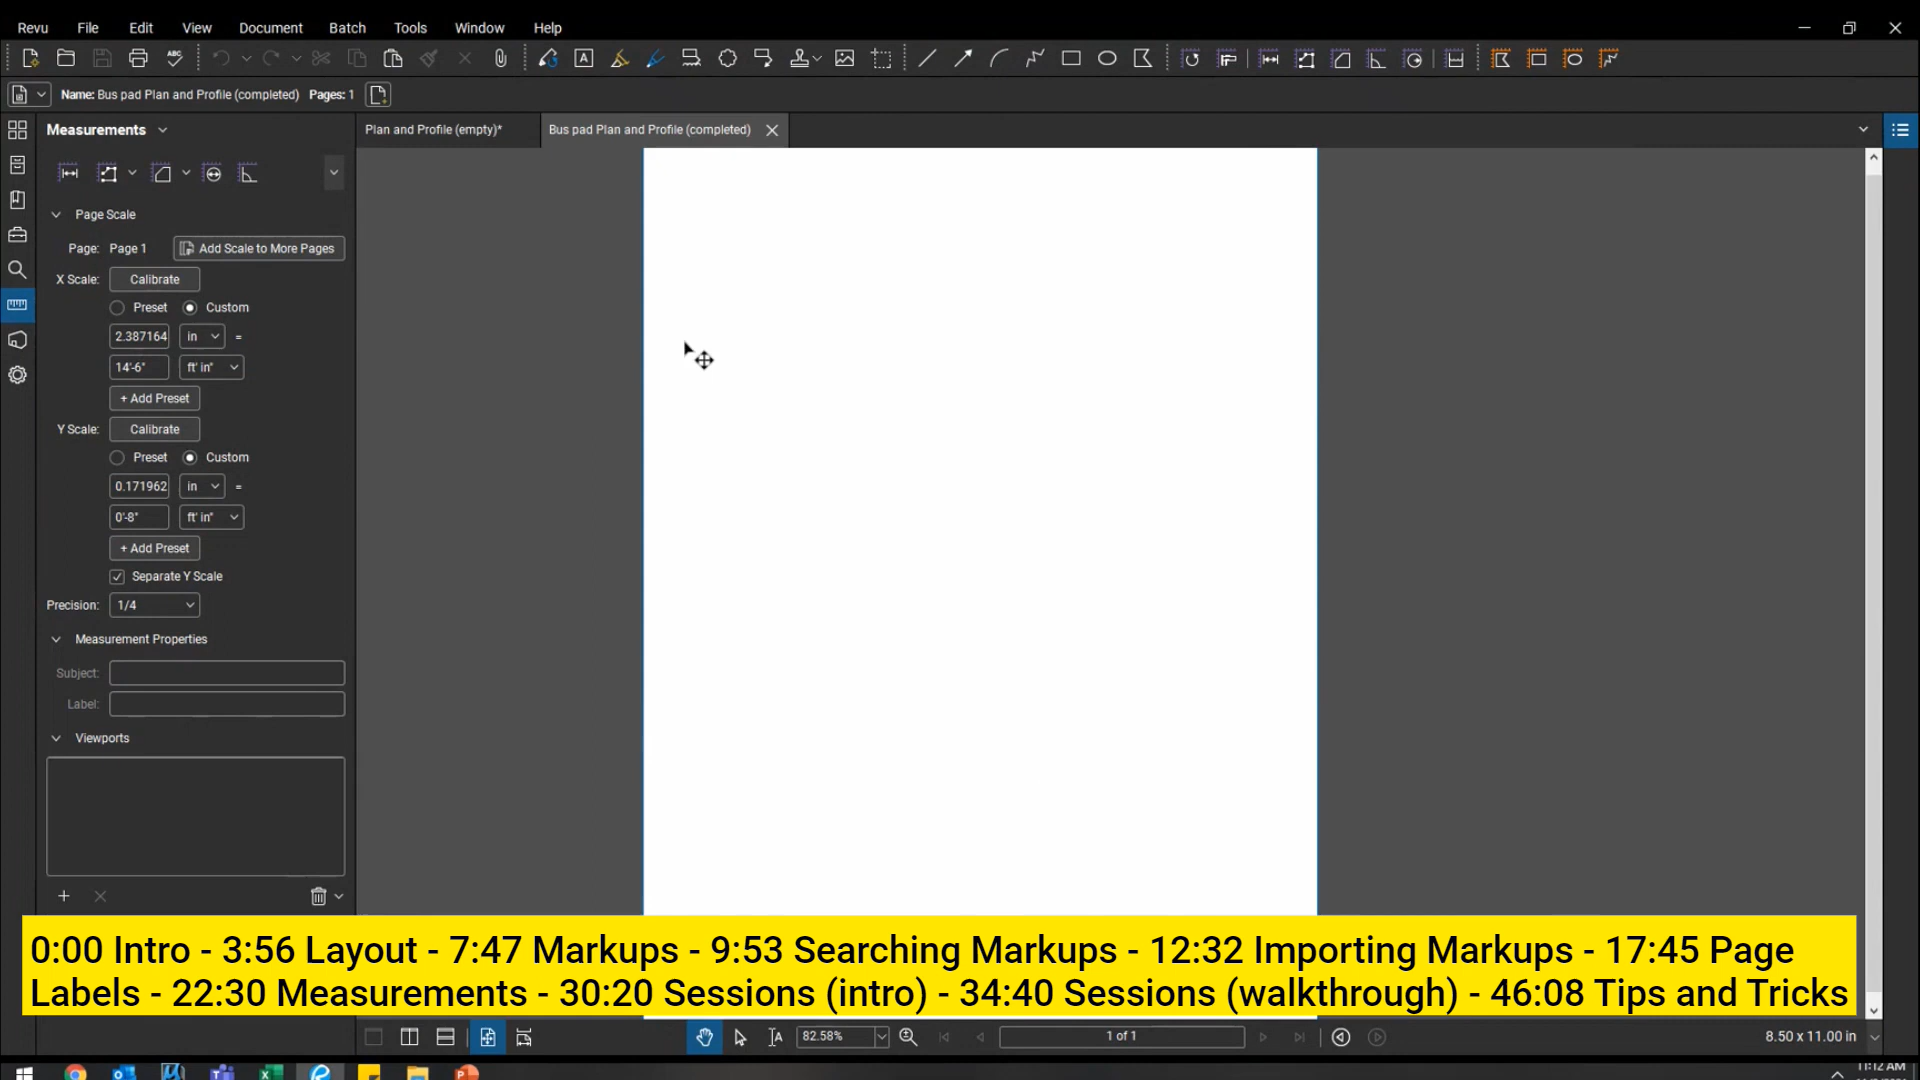 Revu File Edit View Document Batch Tools Window Help
Name: Bus pad Plan and Profile (completed) Pages: 1
Measurements
Plan and Profile (empty)*
Bus pad Plan and Profile (completed)
Page Scale
Page: Page 1 Add Scale to More Pages
X Scale: Calibrate
Preset Custom
2.387164 in =
14'-6" ft' in"
+ Add Preset
Y Scale: Calibrate
Preset Custom
0.171962 in =
0'-8" ft' in"
+ Add Preset
Separate Y Scale
Precision: 1/4
Measurement Properties
Subject:
Label:
Viewports
0:00 Intro - 3:56 Layout - 7:47 Markups - 9:53 Searching Markups - 12:32 Importing Markups - 17:45 Page
Labels - 22:30 Measurements - 30:20 Sessions (intro) - 34:40 Sessions (walkthrough) - 46:08 Tips and Tricks
82.58% 1 of 1 8.50 x 11.00 in
11:12 AM